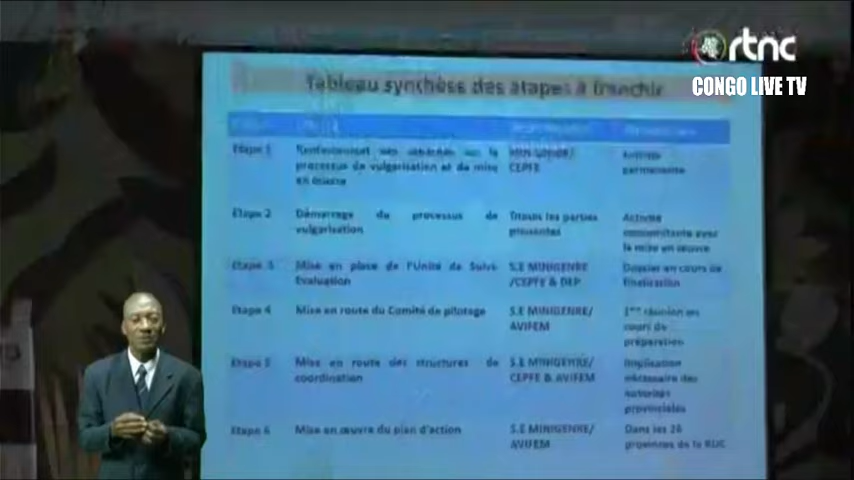 rtnc
CONGO LIVE TV
Tableau synthèse des étapes à franchir
Etape 1
Renforcement des capacités sur le
processus de vulgarisation et de mise
en œuvre
CEPFE
Activité
permanente
Etape 2
Démarrage du processus de
vulgarisation
Toutes les parties
prenantes
Activité
concomitante avec
la mise en œuvre
Etape 3
Mise en place de l'Unité de Suivi
Evaluation
S.E MINIGENRE
/CEPFE & DEP
Dossier en cours de
finalisation
Etape 4
Mise en route du Comité de pilotage
S.E MINIGENRE/
AVIFEM
1ère réunion en
cours de
préparation
Etape 5
Mise en route des structures de
coordination
S.E MINIGENRE/
CEPFE & AVIFEM
Implication
nécessaire des
autorités
provinciales
Etape 6
Mise en œuvre du plan d'action
S.E MINIGENRE/
AVIFEM
Dans les 26
provinces de la RDC